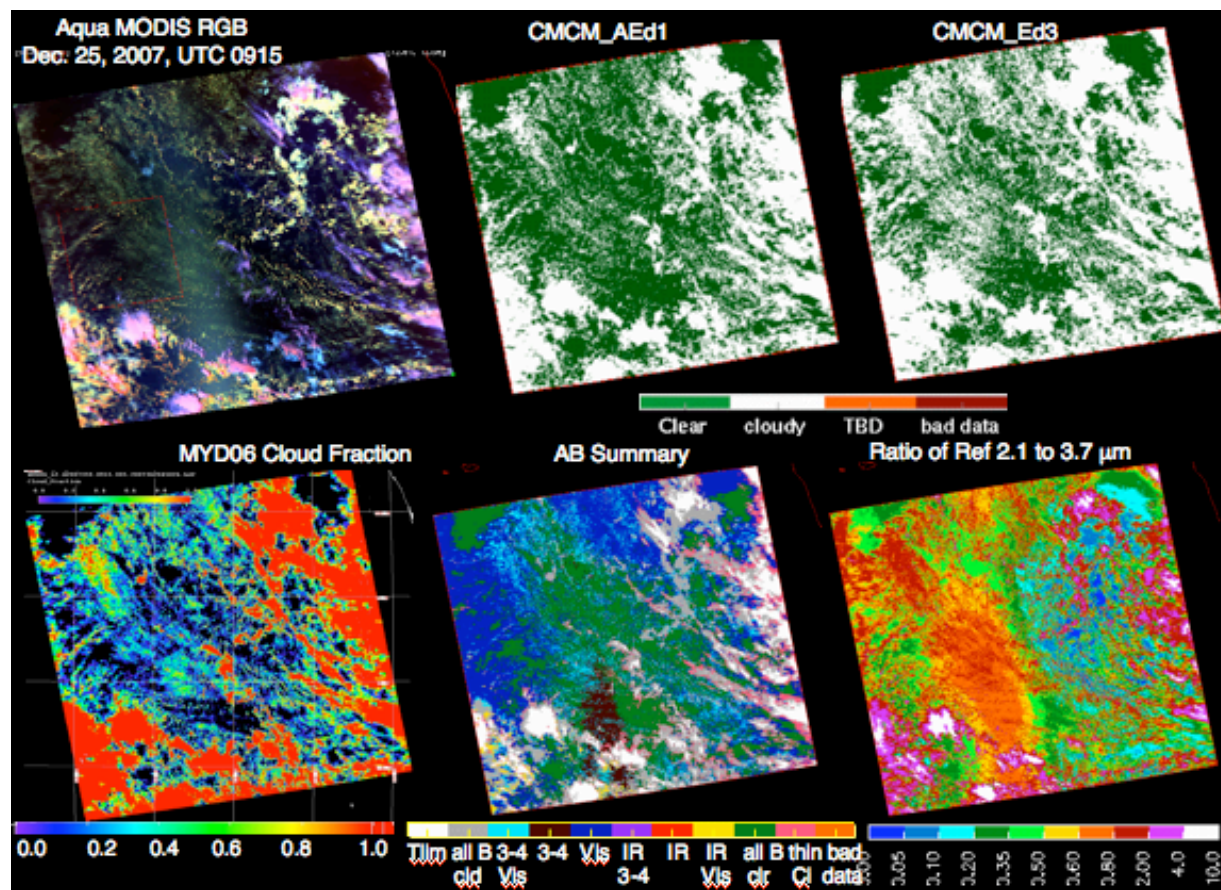 Aqua MODIS RGB
Dec. 25, 2007, UTC 0915
CMCM_AEd1
CMCM_Ed3
Clear cloudy TBD bad data
MYD06 Cloud Fraction
AB Summary
Ratio of Ref 2.1 to 3.7 µm
0.0 0.2 0.4 0.6 0.8 1.0
Tlim all B 3-4 3-4 Vis IR IR IR all B thin bad
cld Vis 3-4 Vis clr Ci data
0.00 0.05 0.10 0.20 0.35 0.50 0.80 2.00 4.0 10.0